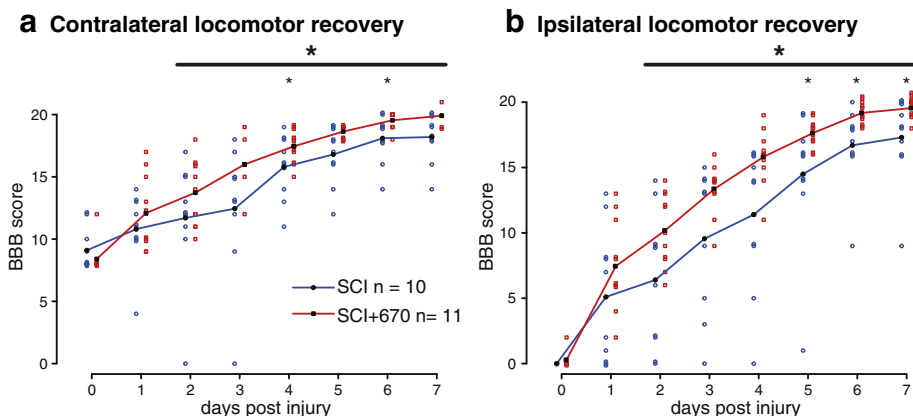 a Contralateral locomotor recovery
*
* *
BBB score
20
15
10
5
0
SCI n = 10
SCI+670 n= 11
0 1 2 3 4 5 6 7
days post injury
b Ipsilateral locomotor recovery
*
* * *
BBB score
20
15
10
5
0
0 1 2 3 4 5 6 7
days post injury